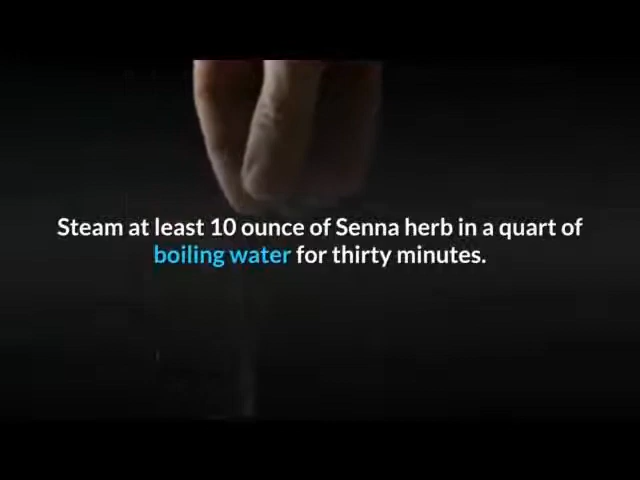 Steam at least 10 ounce of Senna herb in a quart of
boiling water for thirty minutes.